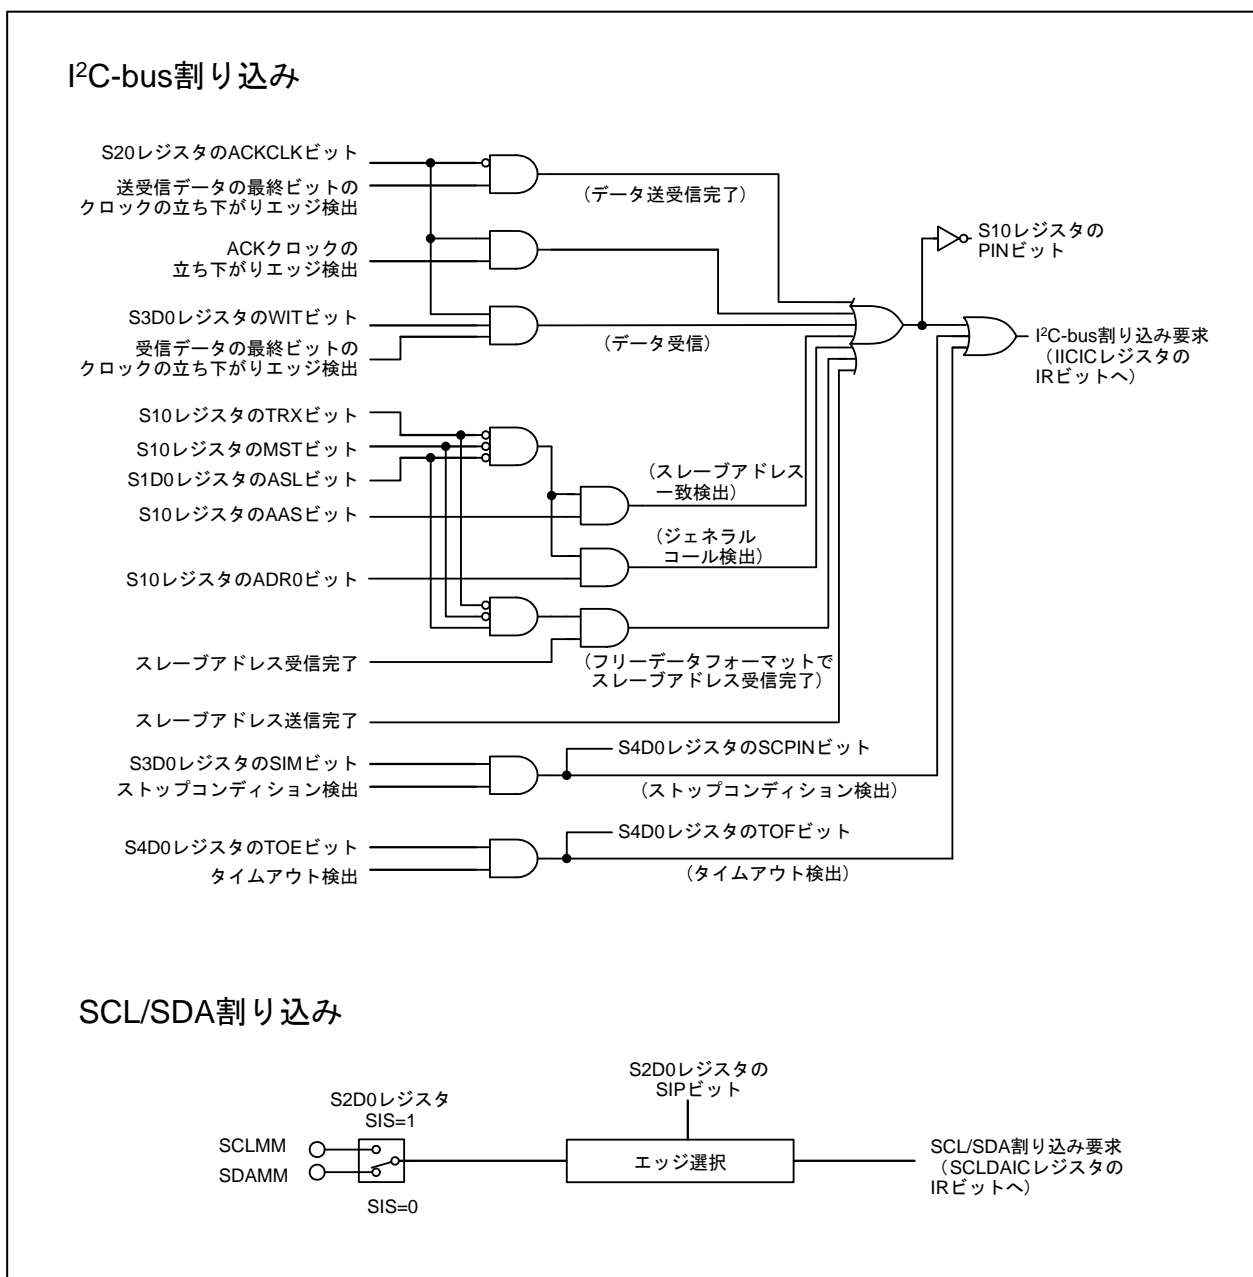 I²C-bus割り込み
S20レジスタのACKCLKビット
送受信データの最終ビットの
クロックの立ち下がりエッジ検出
(データ送受信完了)
ACKクロックの
立ち下がりエッジ検出
S10レジスタの
PINビット
S3D0レジスタのWITビット
受信データの最終ビットの
クロックの立ち下がりエッジ検出
(データ受信)
I²C-bus割り込み要求
(IICICレジスタの
IRビットへ)
S10レジスタのTRXビット
S10レジスタのMSTビット
S1D0レジスタのASLビット
S10レジスタのAASビット
(スレーブアドレス
一致検出)
(ジェネラル
コール検出)
S10レジスタのADR0ビット
スレーブアドレス受信完了
(フリーデータフォーマットで
スレーブアドレス受信完了)
スレーブアドレス送信完了
S3D0レジスタのSIMビット
ストップコンディション検出
S4D0レジスタのSCPINビット
(ストップコンディション検出)
S4D0レジスタのTOEビット
タイムアウト検出
S4D0レジスタのTOFビット
(タイムアウト検出)
SCL/SDA割り込み
S2D0レジスタ
SIS=1
SCLMM
SDAMM
SIS=0
S2D0レジスタの
SIPビット
エッジ選択
SCL/SDA割り込み要求
(SCLDAICレジスタの
IRビットへ)